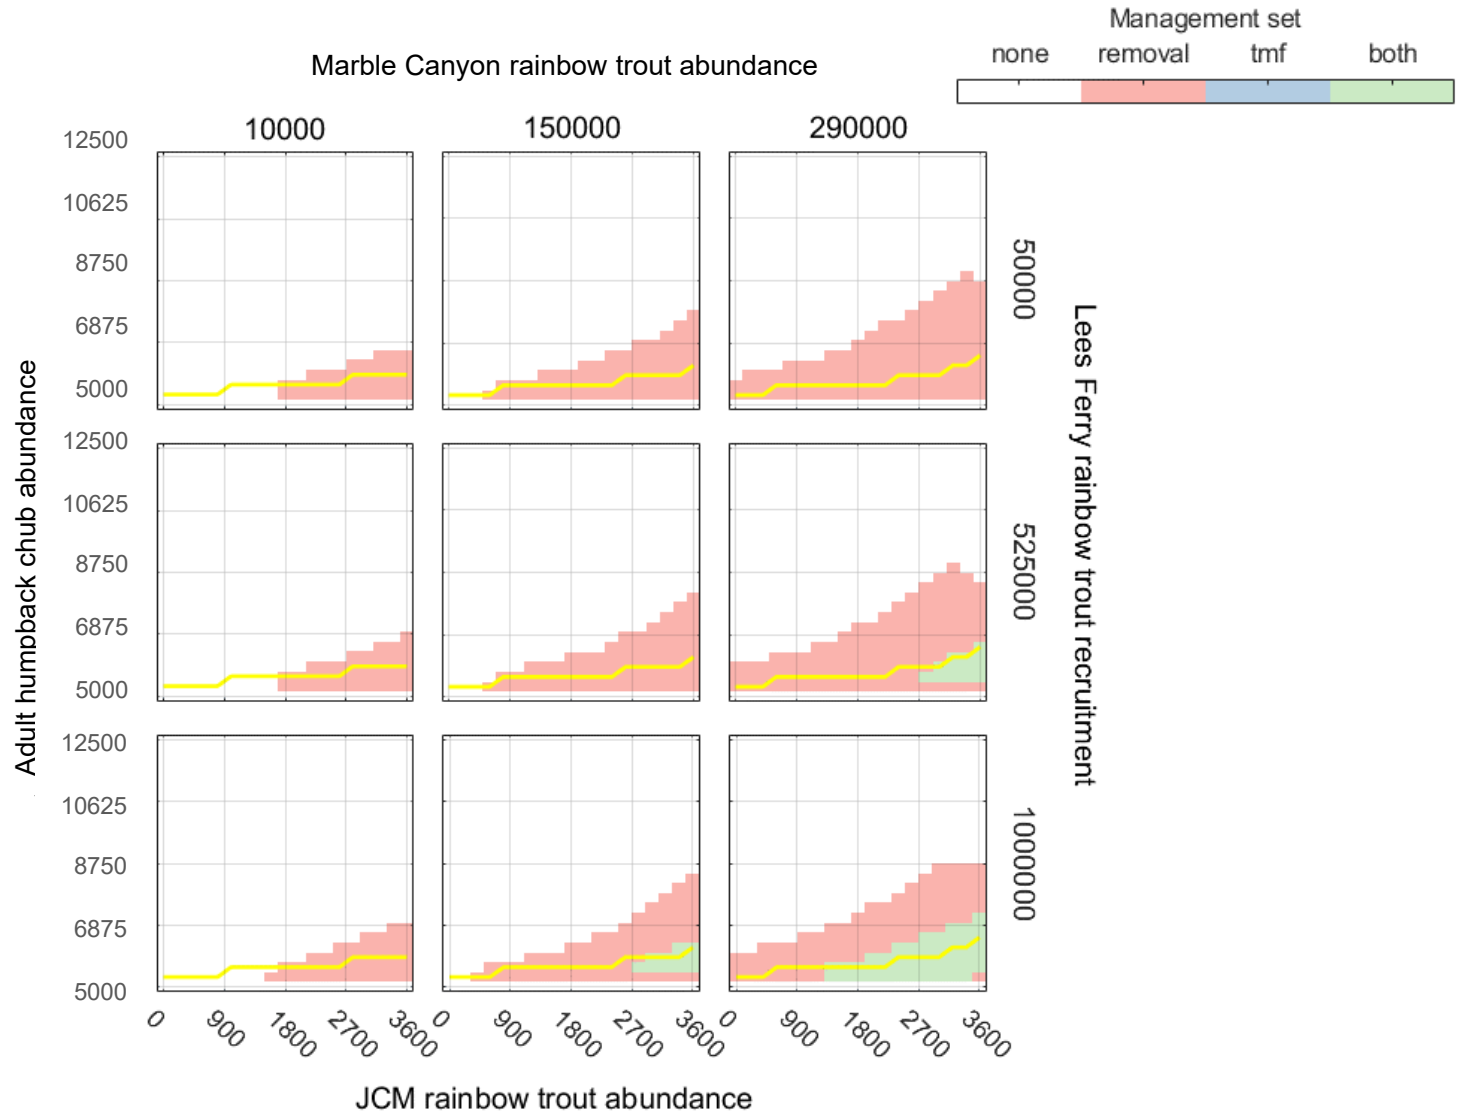 Management set
none removal tmf both
Marble Canyon rainbow trout abundance
10000 150000 290000
12500
10625
8750
6875
5000
50000
12500
10625
8750
6875
5000
525000
12500
10625
8750
6875
5000
1000000
Adult humpback chub abundance
Lees Ferry rainbow trout recruitment
0 900 1800 2700 3600 0 900 1800 2700 3600 0 900 1800 2700 3600
JCM rainbow trout abundance